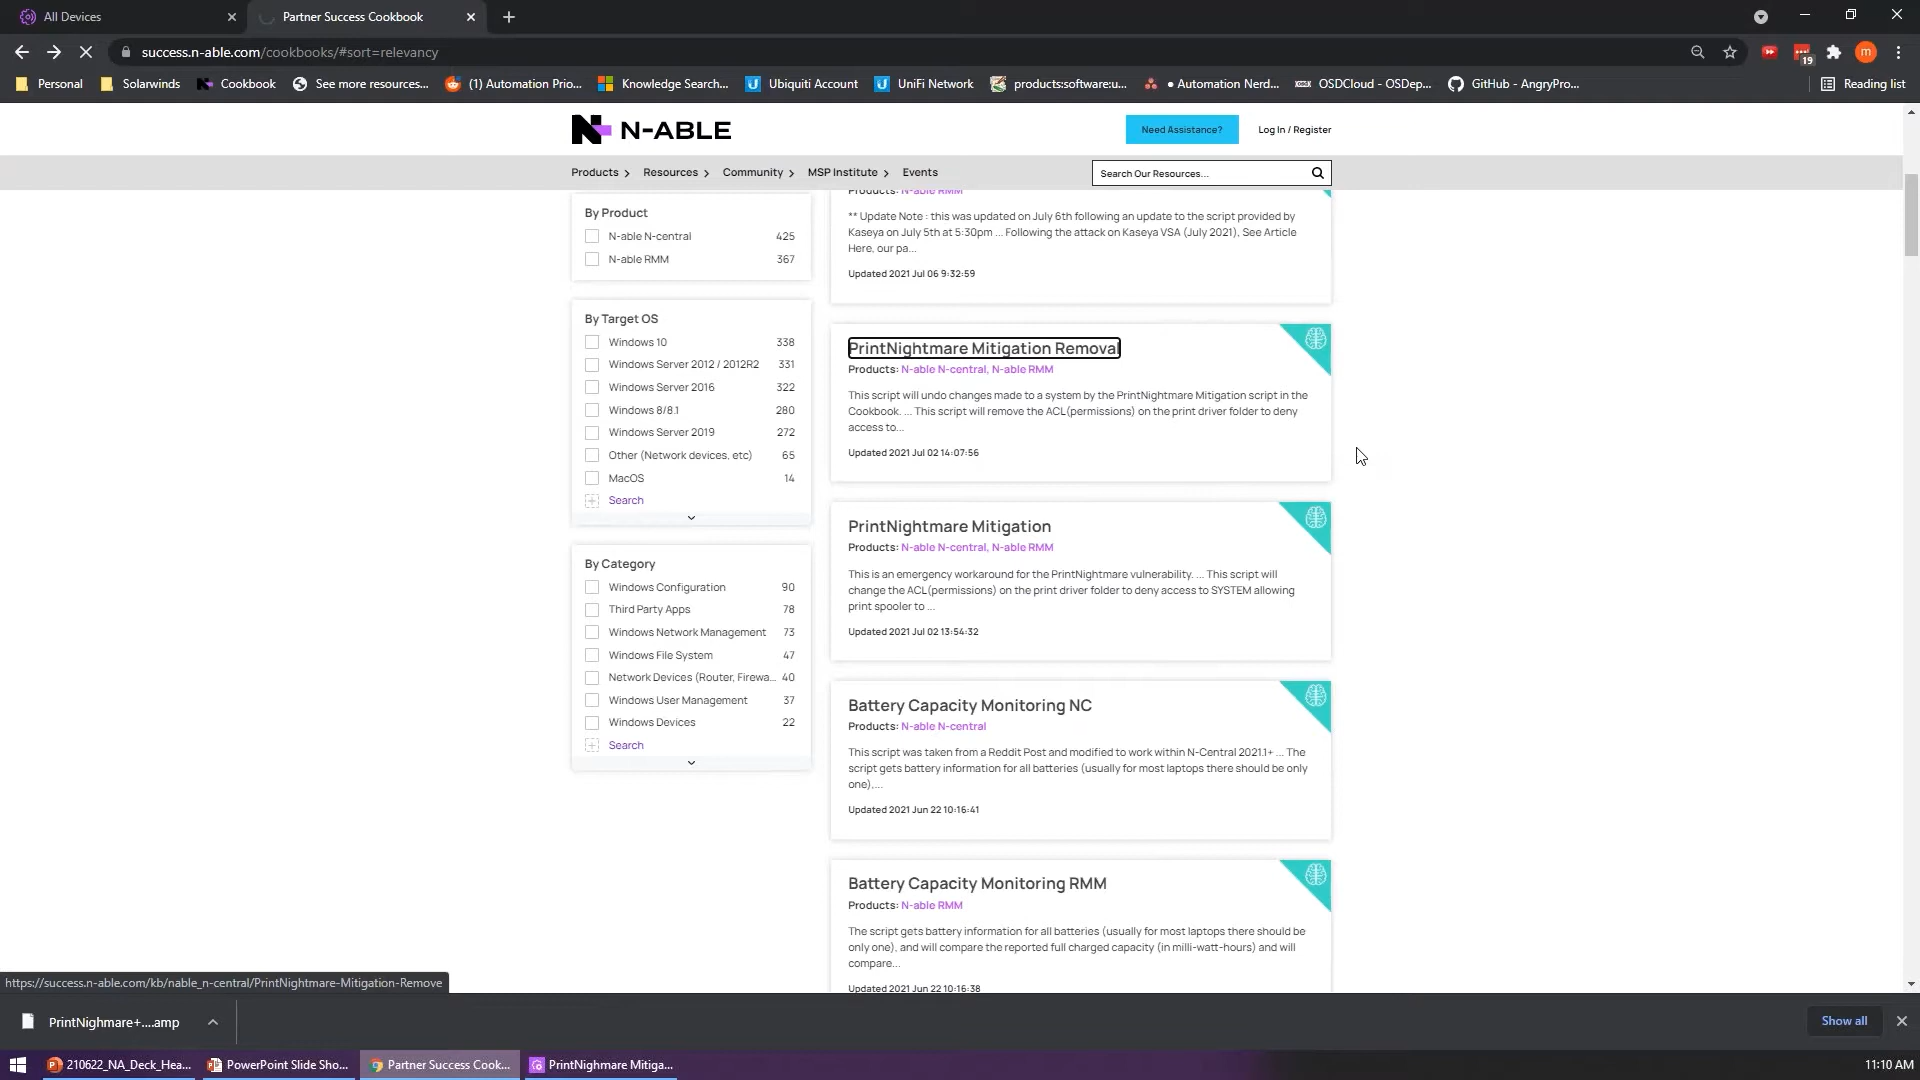 All Devices
Partner Success Cookbook
success.n-able.com/cookbooks/#sort=relevancy
19
m
Personal
Solarwinds
Cookbook
See more resources...
(1) Automation Prio...
Knowledge Search...
Ubiquiti Account
UniFi Network
products:software:u...
● Automation Nerd...
OSDCloud - OSDep...
GitHub - AngryPro...
Reading list
N-ABLE
Need Assistance?
Log In / Register
Products
Resources
Community
MSP Institute
Events
Search Our Resources...
By Product
N-able N-central 425
N-able RMM 367
By Target OS
Windows 10 338
Windows Server 2012 / 2012R2 331
Windows Server 2016 322
Windows 8/8.1 280
Windows Server 2019 272
Other (Network devices, etc) 65
MacOS 14
Search
By Category
Windows Configuration 90
Third Party Apps 78
Windows Network Management 73
Windows File System 47
Network Devices (Router, Firewa... 40
Windows User Management 37
Windows Devices 22
Search
Products: N-able RMM
** Update Note : this was updated on July 6th following an update to the script provided by
Kaseya on July 5th at 5:30pm ... Following the attack on Kaseya VSA (July 2021), See Article
Here, our pa...
Updated 2021 Jul 06 9:32:59
PrintNightmare Mitigation Removal
Products: N-able N-central, N-able RMM
This script will undo changes made to a system by the PrintNightmare Mitigation script in the
Cookbook. ... This script will remove the ACL(permissions) on the print driver folder to deny
access to...
Updated 2021 Jul 02 14:07:56
PrintNightmare Mitigation
Products: N-able N-central, N-able RMM
This is an emergency workaround for the PrintNightmare vulnerability. ... This script will
change the ACL(permissions) on the print driver folder to deny access to SYSTEM allowing
print spooler to ...
Updated 2021 Jul 02 13:54:32
Battery Capacity Monitoring NC
Products: N-able N-central
This script was taken from a Reddit Post and modified to work within N-Central 2021.1+ ... The
script gets battery information for all batteries (usually for most laptops there should be only
one),...
Updated 2021 Jun 22 10:16:41
Battery Capacity Monitoring RMM
Products: N-able RMM
The script gets battery information for all batteries (usually for most laptops there should be
only one), and will compare the reported full charged capacity (in milli-watt-hours) and will
compare...
Updated 2021 Jun 22 10:16:38
https://success.n-able.com/kb/nable_n-central/PrintNightmare-Mitigation-Remove
PrintNighmare+....amp
Show all
210622_NA_Deck_Hea...
PowerPoint Slide Sho...
Partner Success Cook...
PrintNighmare Mitiga...
11:10 AM